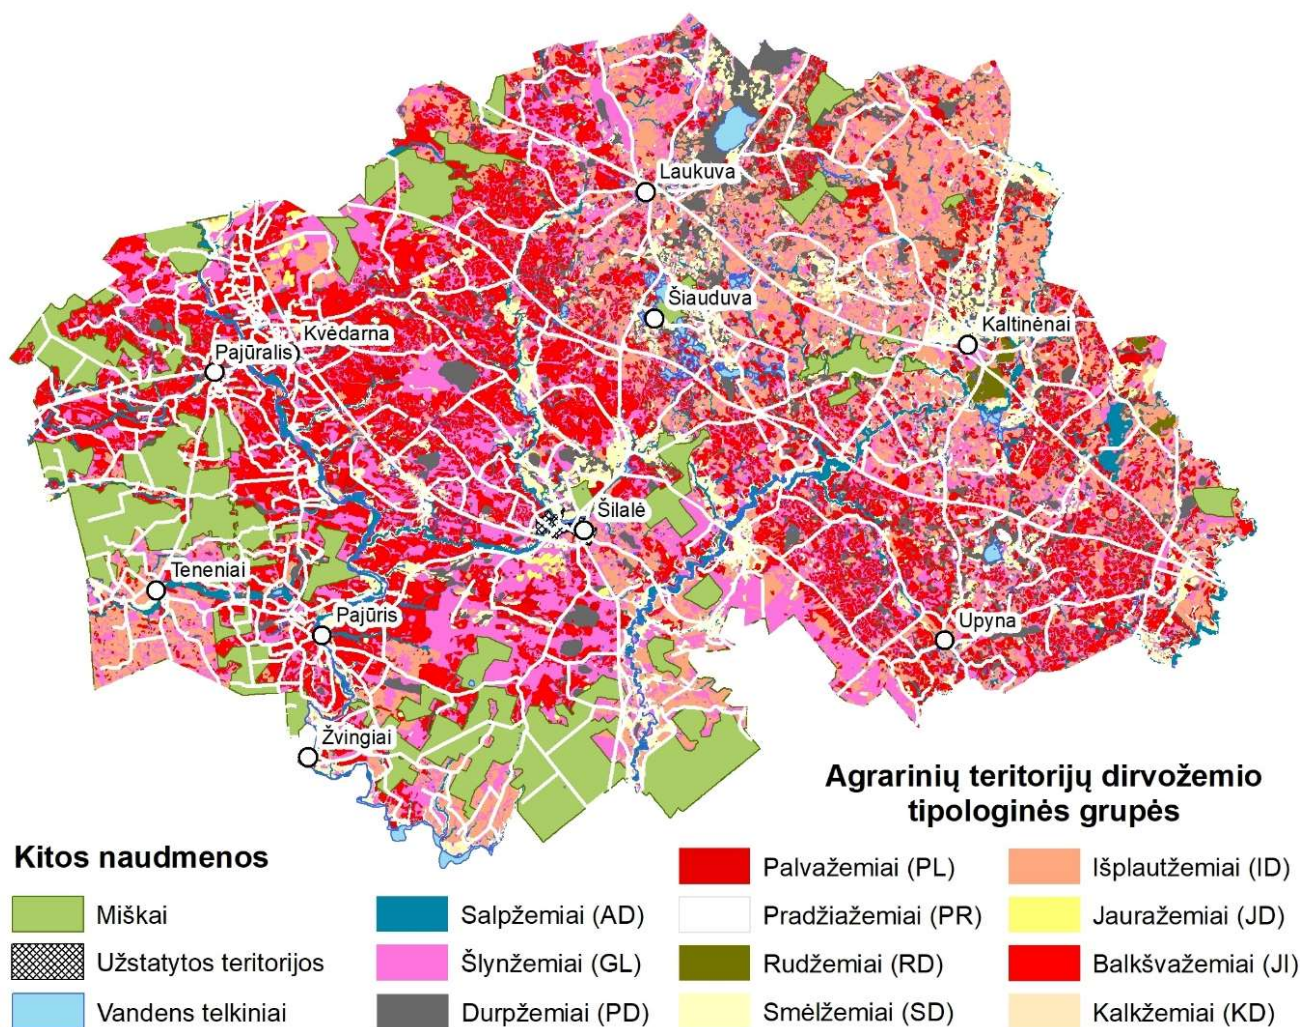 Laukuva
Šiauduva
Kaltinėnai
Kvėdarna
Pajūralis
Šilalė
Teneniai
Pajūris
Upyna
Žvingiai
Agrarinių teritorijų dirvožemio
tipologinės grupės
Kitos naudmenos
Miškai
Užstatytos teritorijos
Vandens telkiniai
Salpžemiai (AD)
Šlynžemiai (GL)
Durpžemiai (PD)
Palvažemiai (PL)
Pradžiažemiai (PR)
Rudžemiai (RD)
Smėlžemiai (SD)
Išplautžemiai (ID)
Jauražemiai (JD)
Balkšvažemiai (JI)
Kalkžemiai (KD)